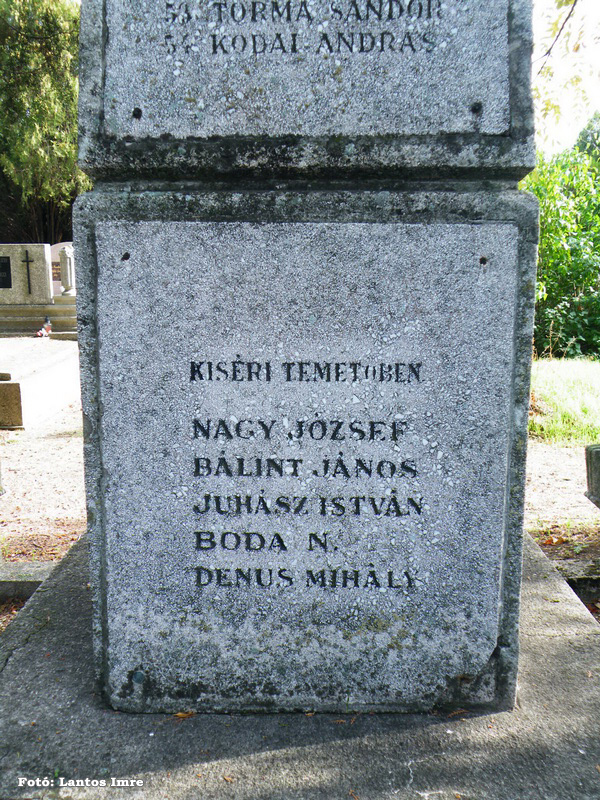 53. TORMA SÁNDOR
54. KODAI ANDRÁS
KISÉRI TEMETŐBEN
NAGY JÓZSEF
BÁLINT JÁNOS
JUHÁSZ ISTVÁN
BODA N.
DENUS MIHÁLY
Fotó: Lantos Imre